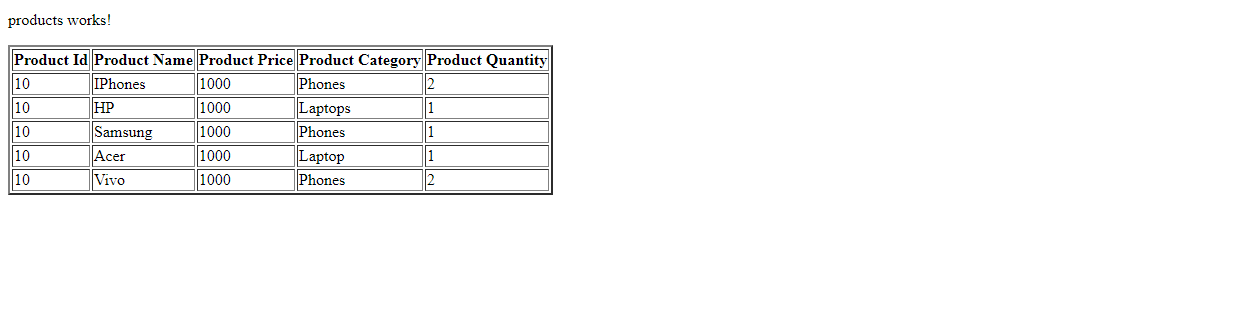 products works!
Product Id Product Name Product Price Product Category Product Quantity
10 IPhones 1000 Phones 2
10 HP 1000 Laptops 1
10 Samsung 1000 Phones 1
10 Acer 1000 Laptop 1
10 Vivo 1000 Phones 2